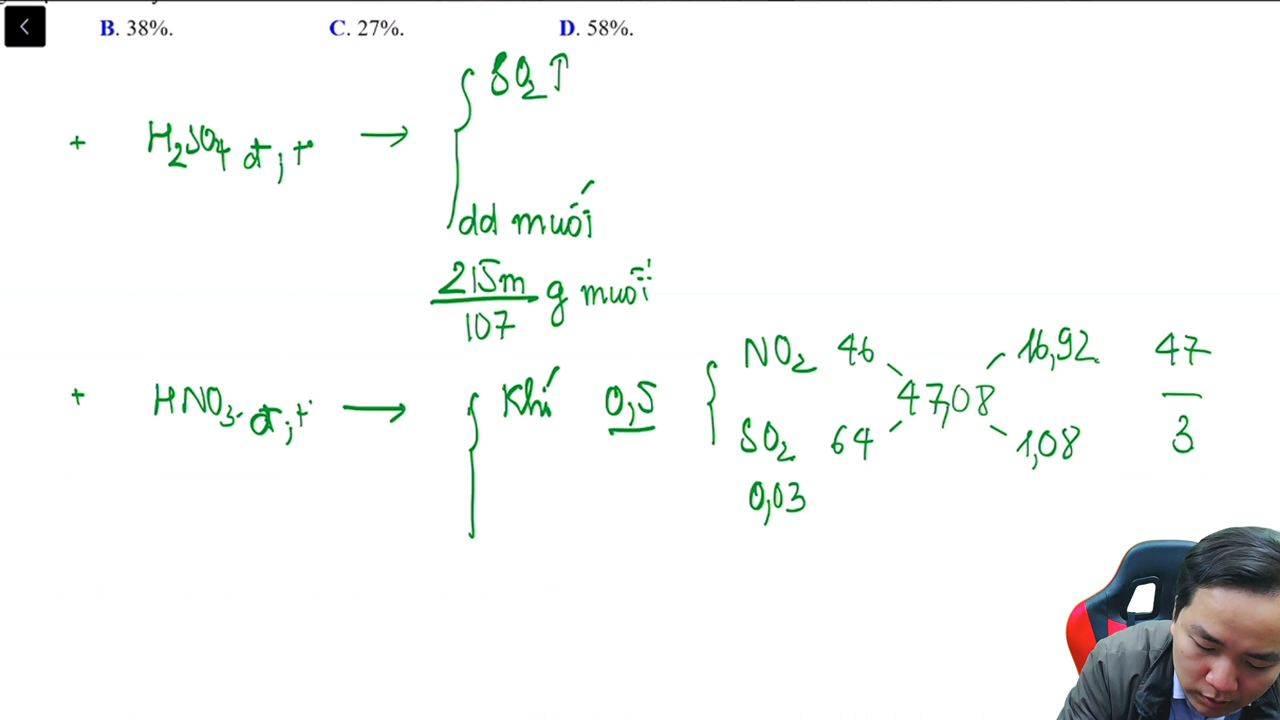 B. 38%. C. 27%. D. 58%.
SO2 ↑
+ H2SO4 đ, t° →
dd muối
215m
107
g muối
+ HNO3 đ, t° →
Khí 0,5
NO2 46 16,92 47
47,08
SO2 64 1,08 3
0,03